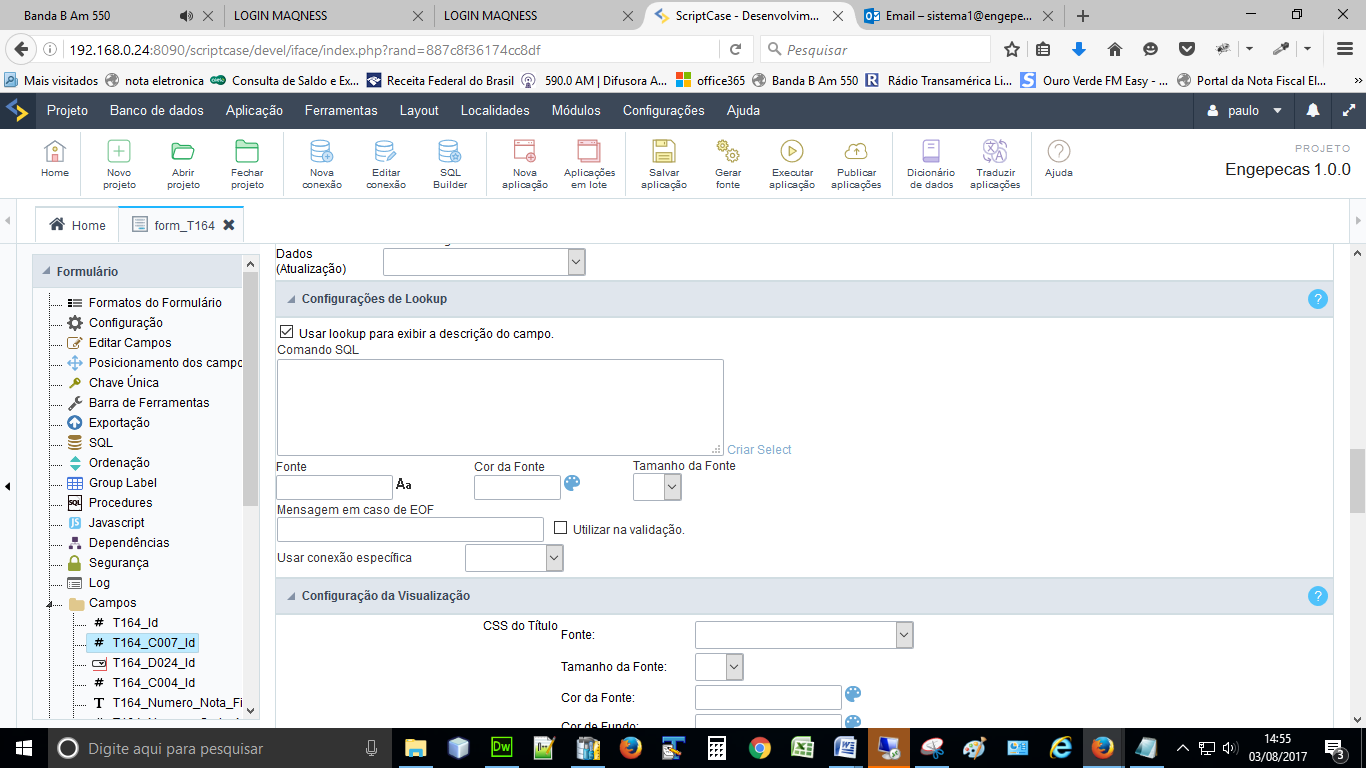 Banda B Am 550
LOGIN MAQNESS
LOGIN MAQNESS
ScriptCase - Desenvolvim...
Email – sistema1@engepe...
192.168.0.24:8090/scriptcase/devel/iface/index.php?rand=887c8f36174cc8df
Pesquisar
Mais visitados
nota eletronica
Consulta de Saldo e Ex...
Receita Federal do Brasil
590.0 AM | Difusora A...
office365
Banda B Am 550
Rádio Transamérica Li...
Ouro Verde FM Easy - ...
Portal da Nota Fiscal El...
Projeto
Banco de dados
Aplicação
Ferramentas
Layout
Localidades
Módulos
Configurações
Ajuda
paulo
Home
Novo
projeto
Abrir
projeto
Fechar
projeto
Nova
conexão
Editar
conexão
SQL
Builder
Nova
aplicação
Aplicações
em lote
Salvar
aplicação
Gerar
fonte
Executar
aplicação
Publicar
aplicações
Dicionário
de dados
Traduzir
aplicações
Ajuda
PROJETO
Engepecas 1.0.0
Home
form_T164
Formulário
Formatos do Formulário
Configuração
Editar Campos
Posicionamento dos campo
Chave Única
Barra de Ferramentas
Exportação
SQL
Ordenação
Group Label
Procedures
Javascript
Dependências
Segurança
Log
Campos
T164_Id
T164_C007_Id
T164_D024_Id
T164_C004_Id
T164_Numero_Nota_Fi
Dados
(Atualização)
Configurações de Lookup
Usar lookup para exibir a descrição do campo.
Comando SQL
Criar Select
Fonte
Cor da Fonte
Tamanho da Fonte
Aa
Mensagem em caso de EOF
Utilizar na validação.
Usar conexão específica
Configuração da Visualização
CSS do Título
Fonte:
Tamanho da Fonte:
Cor da Fonte:
Cor de Fundo:
Digite aqui para pesquisar
14:55
03/08/2017
3